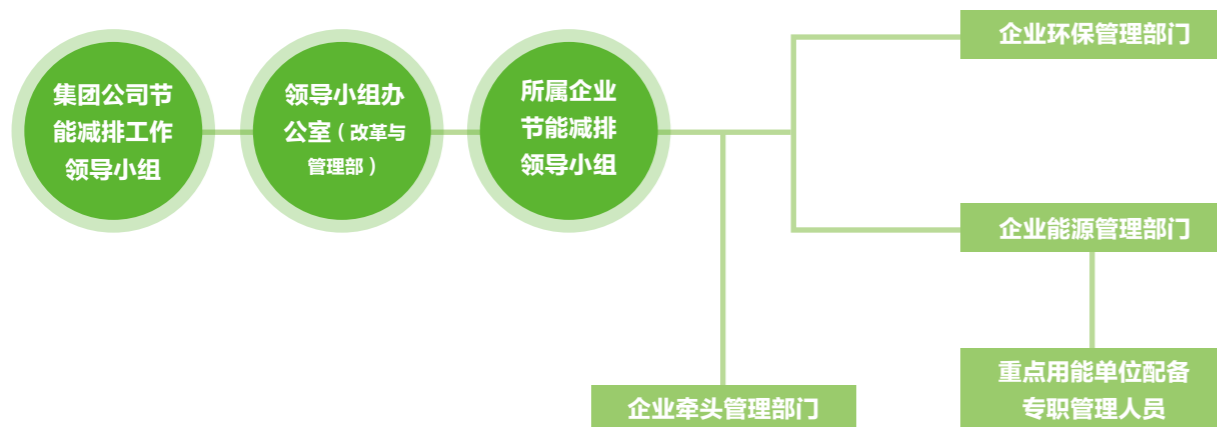 集团公司节
能减排工作
领导小组
领导小组办
公室（改革与
管理部）
所属企业
节能减排
领导小组
企业环保管理部门
企业能源管理部门
重点用能单位配备
专职管理人员
企业牵头管理部门